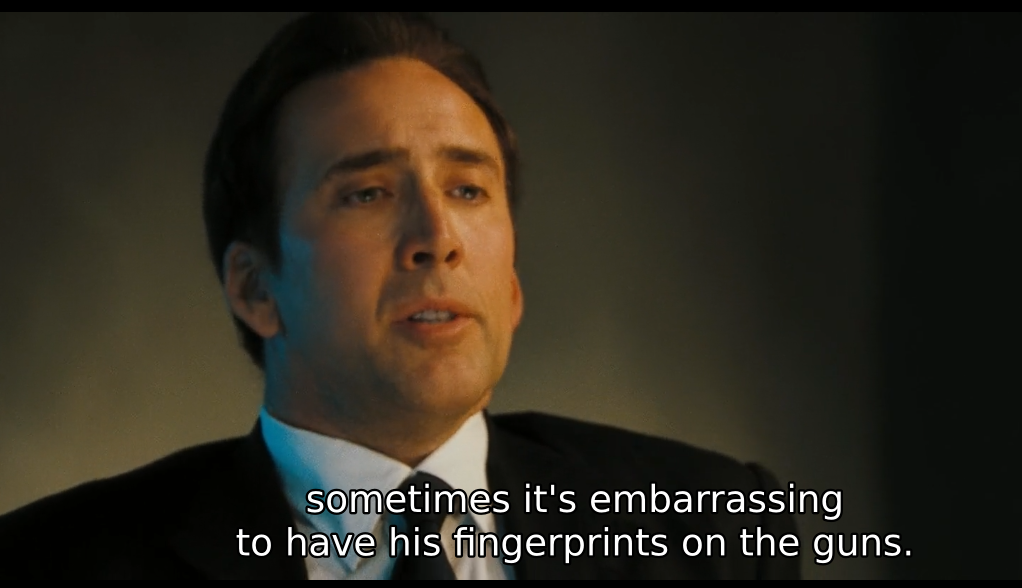 sometimes it's embarrassing
to have his fingerprints on the guns.